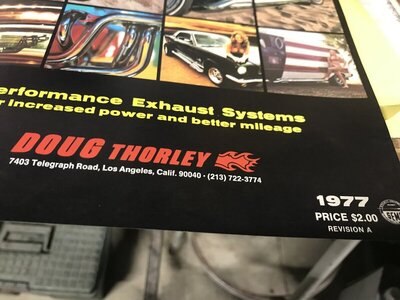 erformance Exhaust Systems
r Increased power and better mileage
DOUG THORLEY
7403 Telegraph Road, Los Angeles, Calif. 90040 • (213) 722-3774
1977
PRICE $2.00
REVISION A
SEMA